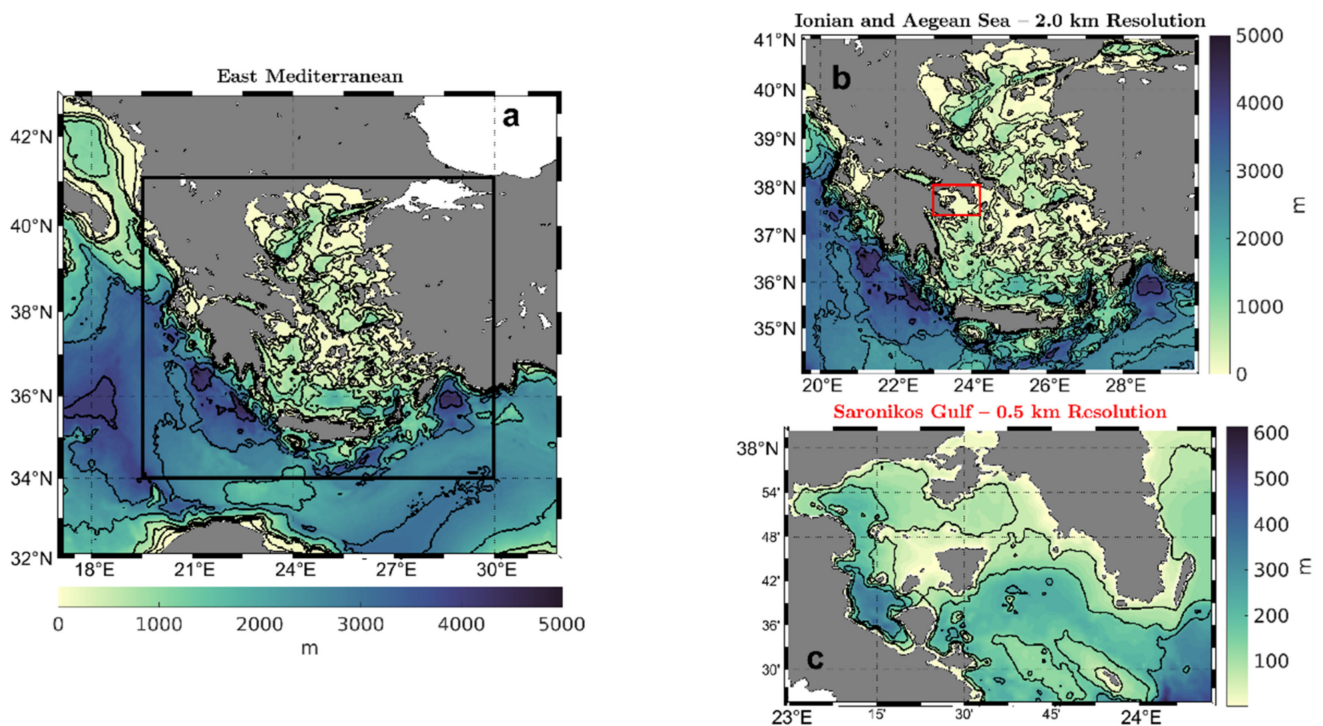 East Mediterranean
a
42°N
40°N
38°N
36°N
34°N
32°N
18°E 21°E 24°E 27°E 30°E
0 1000 2000 3000 4000 5000
m
Ionian and Aegean Sea – 2.0 km Resolution
b
41°N
40°N
39°N
38°N
37°N
36°N
35°N
20°E 22°E 24°E 26°E 28°E
5000
4000
3000
2000
1000
0
m
Saronikos Gulf – 0.5 km Resolution
38°N
54'
48'
42'
36'
30'
c
23°E 15' 30' 45' 24°E
600
500
400
300
200
100
m